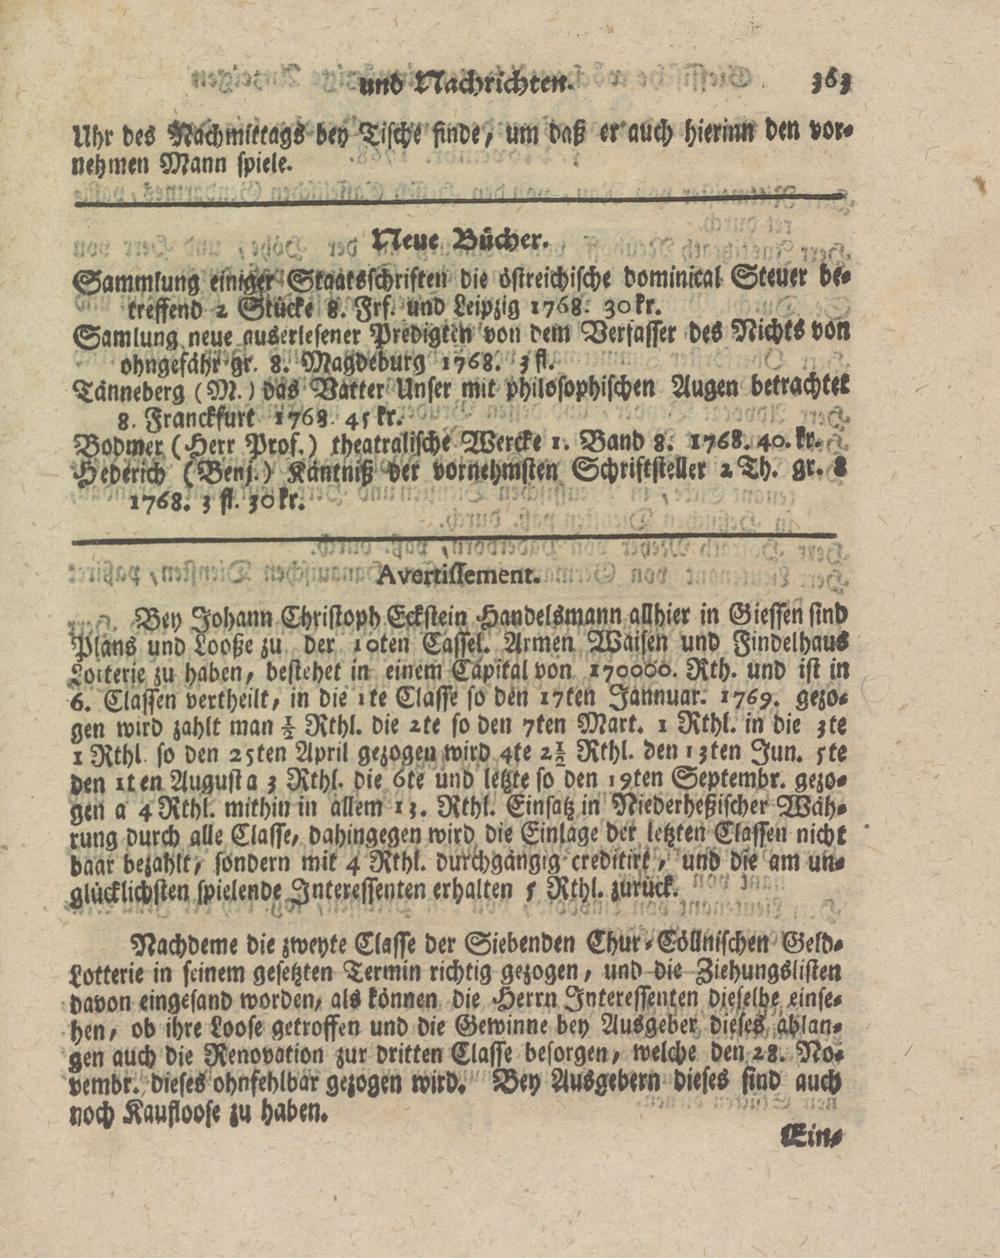 und Nachrichten. 363
Uhr des Nachmittags bey Tische finde, um daß er auch hierinn den vor-
nehmen Mann spiele.
Neue Bücher.
Sammlung einiger Staatsschriften die östreichische dominical Steuer be-
treffend 2 Stücke 8. Frf. und Leipzig 1768. 30 kr.
Samlung neue auserlesener Predigten von dem Verfasser des Nichts von
ohngefähr gr. 8. Magdeburg 1768. 3 fl.
Tänneberg (M.) das Vatter Unser mit philosophischen Augen betrachtet
8. Franckfurt 1768. 45 kr.
Bodmer (Herr Prof.) theatralische Wercke 1. Band 8. 1768. 40. kr.
Hederich (Benj.) Käntniß der vornehmsten Schriftsteller 2 Th. gr. 8
1768. 3 fl. 30 kr.
Avertissement.
Bey Johann Christoph Eckstein Handelsmann allhier in Giessen sind
Plans und Looße zu der 10ten Cassel. Armen Waisen und Findelhaus
Lotterie zu haben, bestehet in einem Capital von 170000. Rth. und ist in
6. Classen vertheilt, in die 1te Classe so den 17ten Jannuar. 1769. gezo-
gen wird zahlt man ½ Rthl. die 2te so den 7ten Mart. 1 Rthl. in die 3te
1 Rthl. so den 25ten April gezogen wird 4te 2½ Rthl. den 13ten Jun. 5te
den 1ten August a 3 Rthl. die 6te und letzte so den 19ten Septembr. gezo-
gen a 4 Rthl. mithin in allem 13. Rthl. Einsatz in Niederheßischer Wäh-
rung durch alle Classe, dahingegen wird die Einlage der letzten Classen nicht
baar bezahlt, sondern mit 4 Rthl. durchgängig creditirt, und die am un-
glücklichsten spielende Interessenten erhalten 5 Rthl. zurück.
Nachdeme die zweyte Classe der Siebenden Chur-Cöllnischen Geld-
Lotterie in seinem gesetzten Termin richtig gezogen, und die Ziehungslisten
davon eingesand worden, als können die Herrn Interessenten dieselbe einse-
hen, ob ihre Loose getroffen und die Gewinne bey Ausgeber dieses ablan-
gen auch die Renovation zur dritten Classe besorgen, welche den 28. No-
vembr. dieses ohnfehlbar gezogen wird. Bey Ausgebern dieses sind auch
noch Kaufloose zu haben.
Ein-